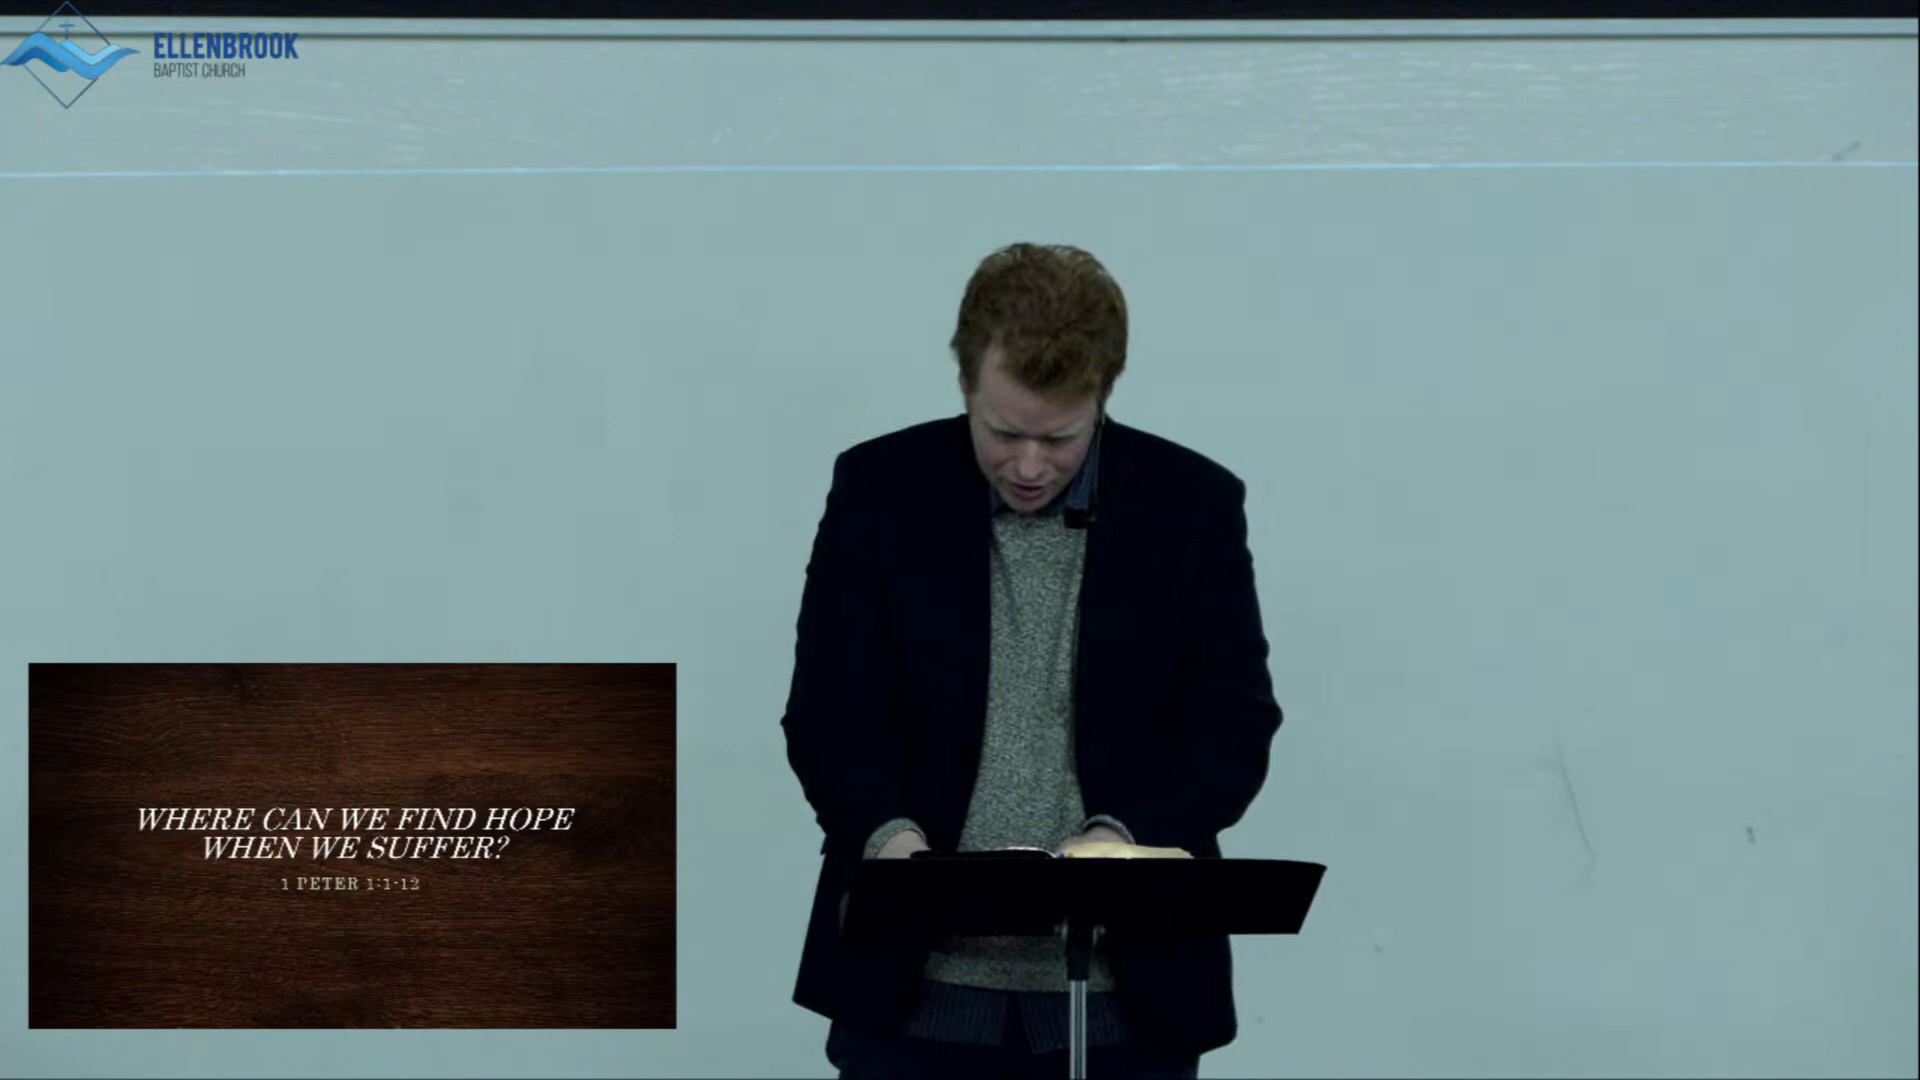 ELLENBROOK
BAPTIST CHURCH
WHERE CAN WE FIND HOPE
WHEN WE SUFFER?
1 PETER 1:1-12